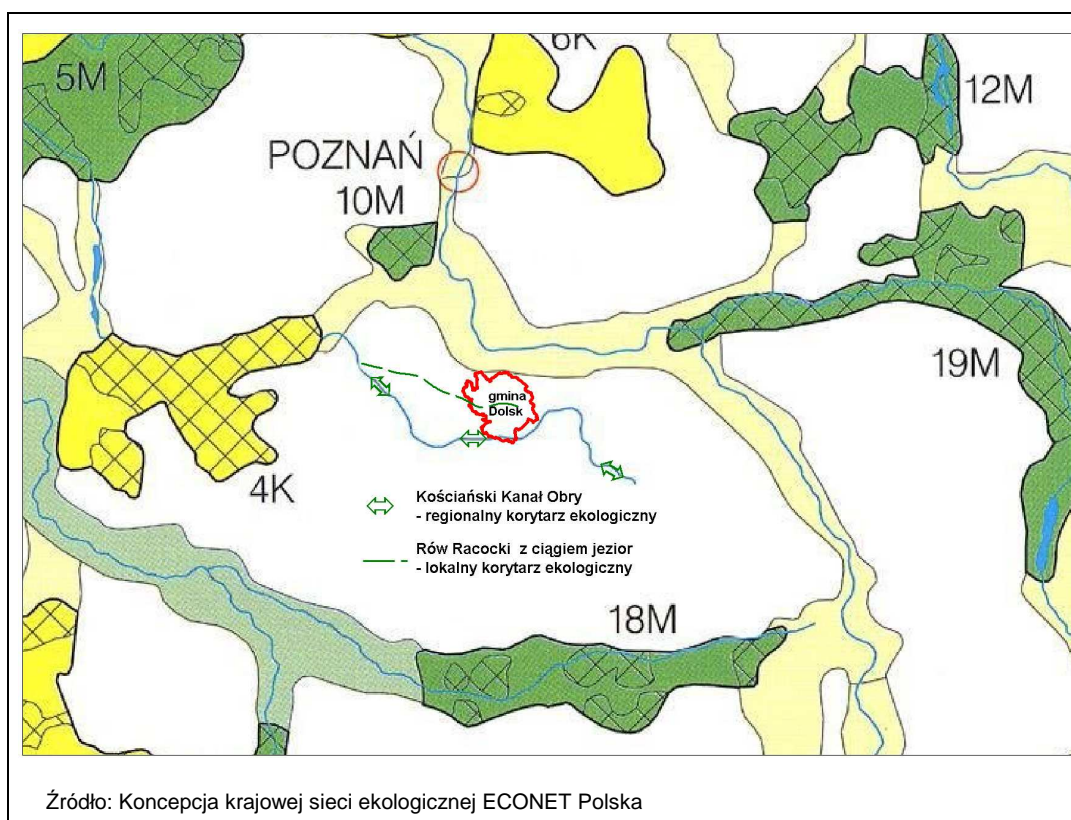 6K
5M
12M
POZNAŃ
10M
19M
gmina
Dolsk
4K
Kościański Kanał Obry
- regionalny korytarz ekologiczny
Rów Racocki z ciągiem jezior
- lokalny korytarz ekologiczny
18M
Źródło: Koncepcja krajowej sieci ekologicznej ECONET Polska